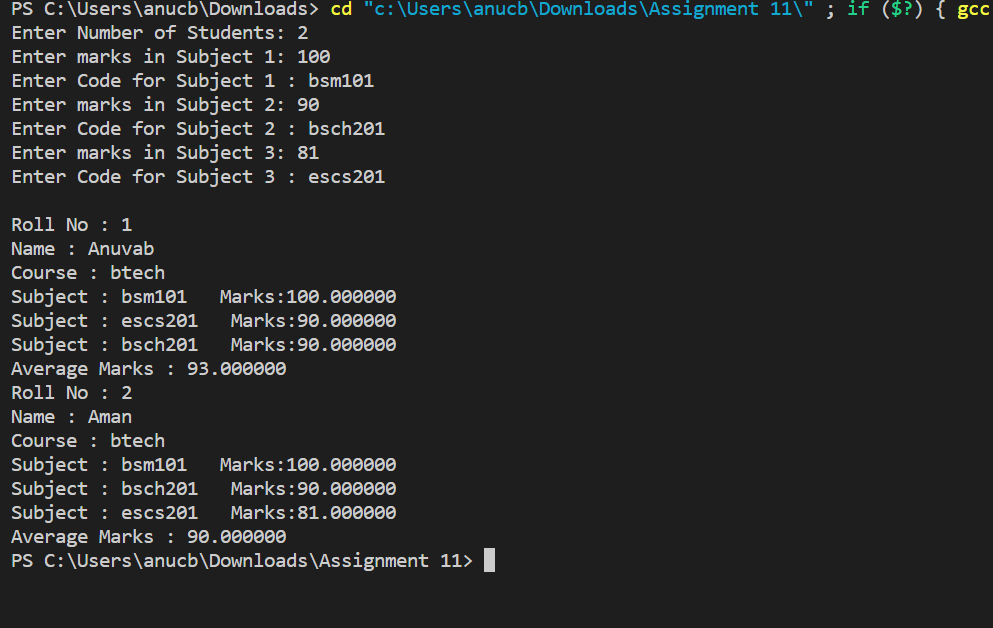 PS C:\Users\anucb\Downloads> cd "c:\Users\anucb\Downloads\Assignment 11\" ; if ($?) { gcc
Enter Number of Students: 2
Enter marks in Subject 1: 100
Enter Code for Subject 1 : bsm101
Enter marks in Subject 2: 90
Enter Code for Subject 2 : bsch201
Enter marks in Subject 3: 81
Enter Code for Subject 3 : escs201
Roll No : 1
Name : Anuvab
Course : btech
Subject : bsm101   Marks:100.000000
Subject : escs201   Marks:90.000000
Subject : bsch201   Marks:90.000000
Average Marks : 93.000000
Roll No : 2
Name : Aman
Course : btech
Subject : bsm101   Marks:100.000000
Subject : bsch201   Marks:90.000000
Subject : escs201   Marks:81.000000
Average Marks : 90.000000
PS C:\Users\anucb\Downloads\Assignment 11>